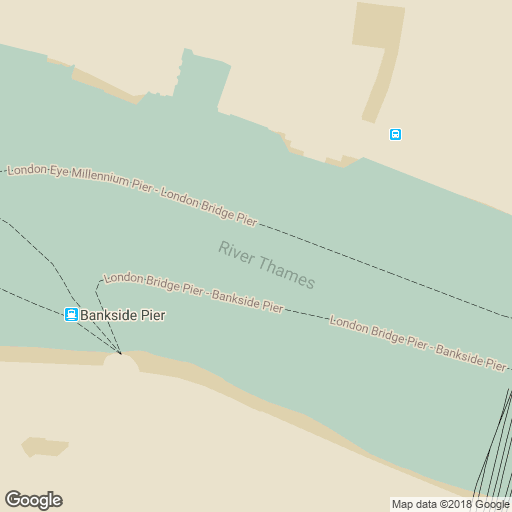 London Eye Millennium Pier - London Bridge Pier
River Thames
London Bridge Pier - Bankside Pier
Bankside Pier
London Bridge Pier - Bankside Pier
Google
Map data ©2018 Google